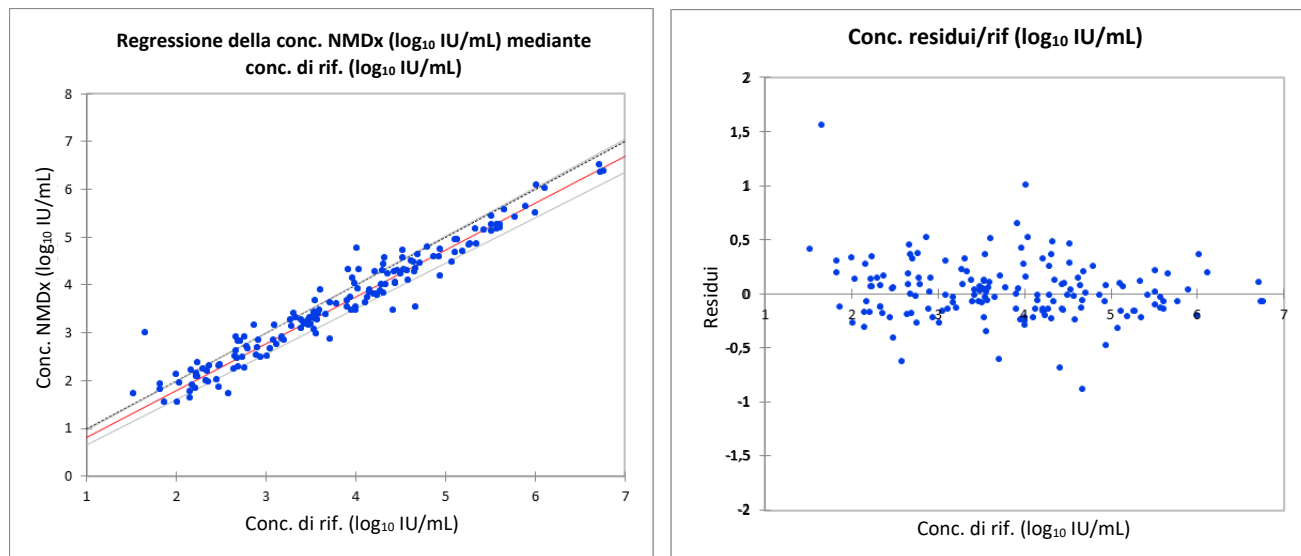 Regressione della conc. NMDx (log₁₀ IU/mL) mediante
conc. di rif. (log₁₀ IU/mL)
Conc. NMDx (log₁₀ IU/mL)
8
7
6
5
4
3
2
1
0
1 2 3 4 5 6 7
Conc. di rif. (log₁₀ IU/mL)
Conc. residui/rif (log₁₀ IU/mL)
Residui
2
1,5
1
0,5
0
-0,5
-1
-1,5
-2
1 2 3 4 5 6 7
Conc. di rif. (log₁₀ IU/mL)